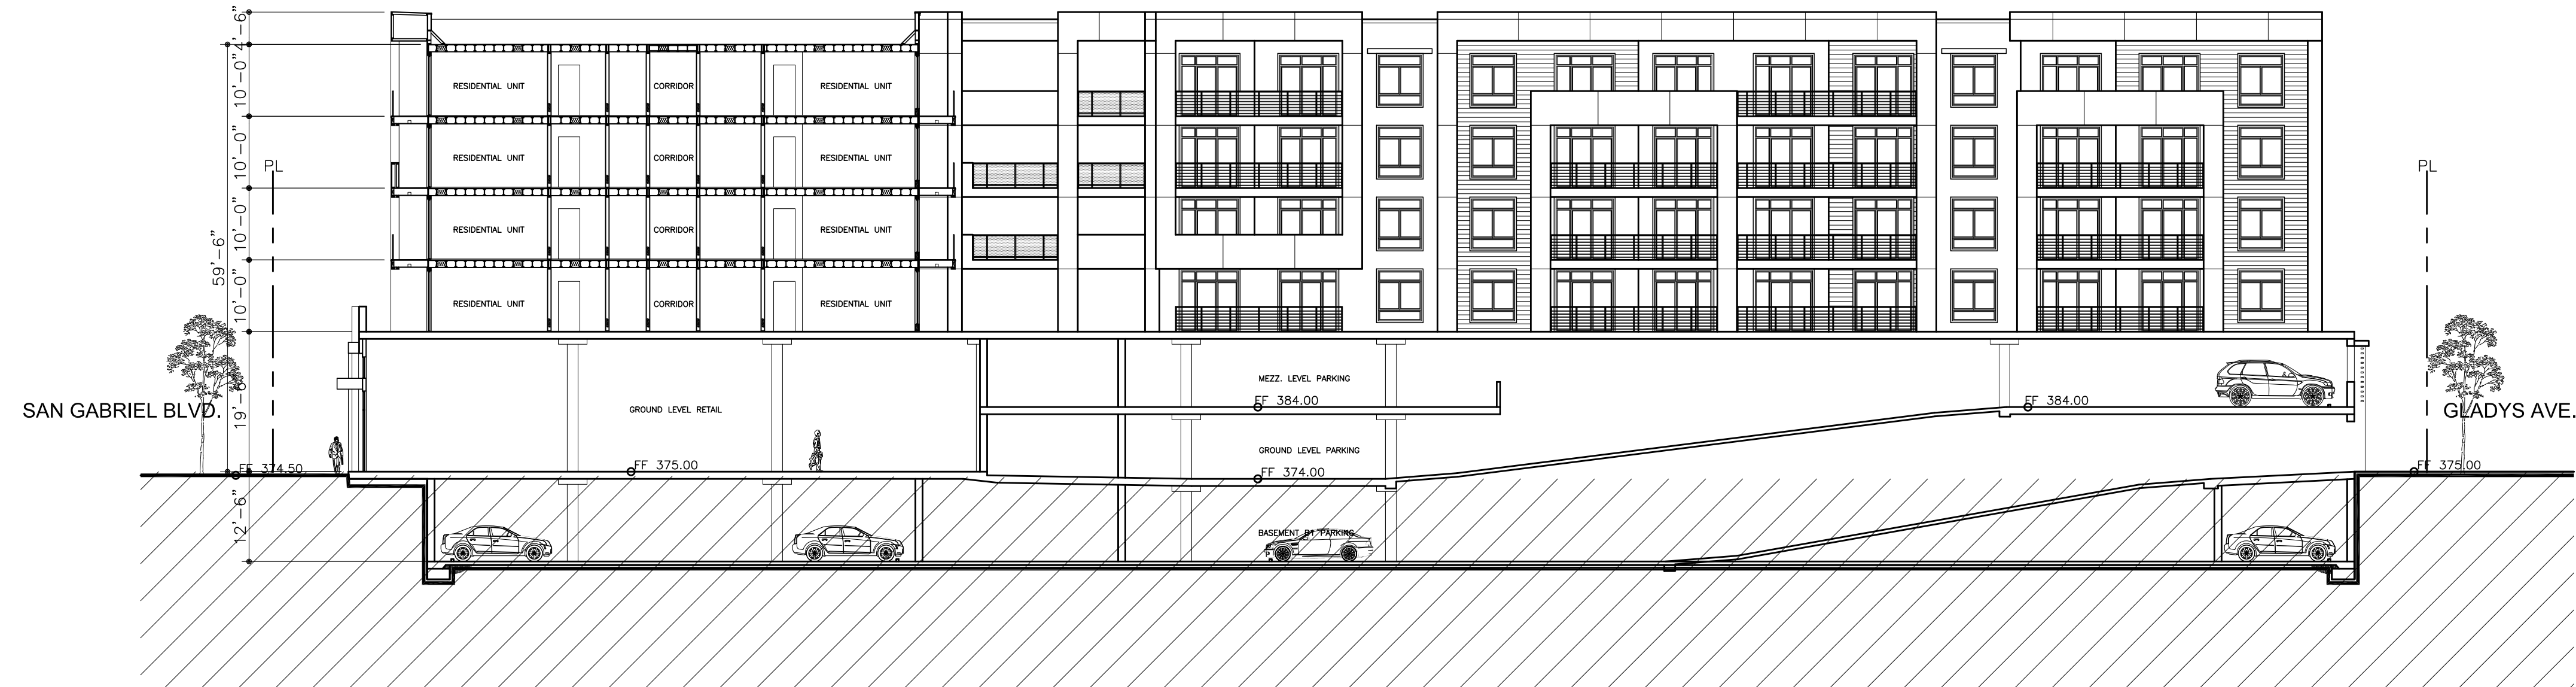 4'-6"
10'-0"
RESIDENTIAL UNIT
CORRIDOR
RESIDENTIAL UNIT
10'-0"
RESIDENTIAL UNIT
CORRIDOR
RESIDENTIAL UNIT
PL
PL
10'-0"
59'-6"
RESIDENTIAL UNIT
CORRIDOR
RESIDENTIAL UNIT
10'-0"
RESIDENTIAL UNIT
CORRIDOR
RESIDENTIAL UNIT
MEZZ. LEVEL PARKING
FF 384.00
FF 384.00
SAN GABRIEL BLVD.
19'-6"
GROUND LEVEL RETAIL
GLADYS AVE.
GROUND LEVEL PARKING
FF 374.50
FF 375.00
FF 374.00
FF 375.00
12'-6"
BASEMENT B1 PARKING